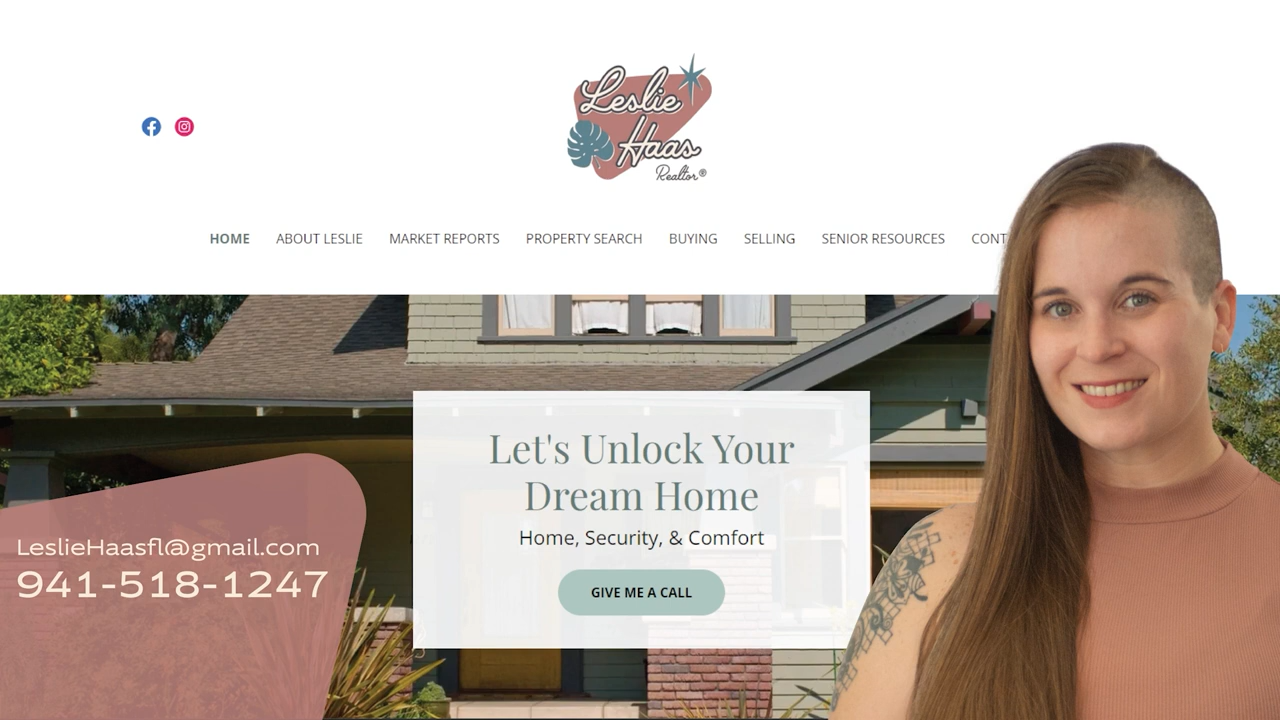 Leslie
Haas
Realtor®
HOME ABOUT LESLIE MARKET REPORTS PROPERTY SEARCH BUYING SELLING SENIOR RESOURCES CONT
Let's Unlock Your
Dream Home
Home, Security, & Comfort
GIVE ME A CALL
LeslieHaasfl@gmail.com
941-518-1247